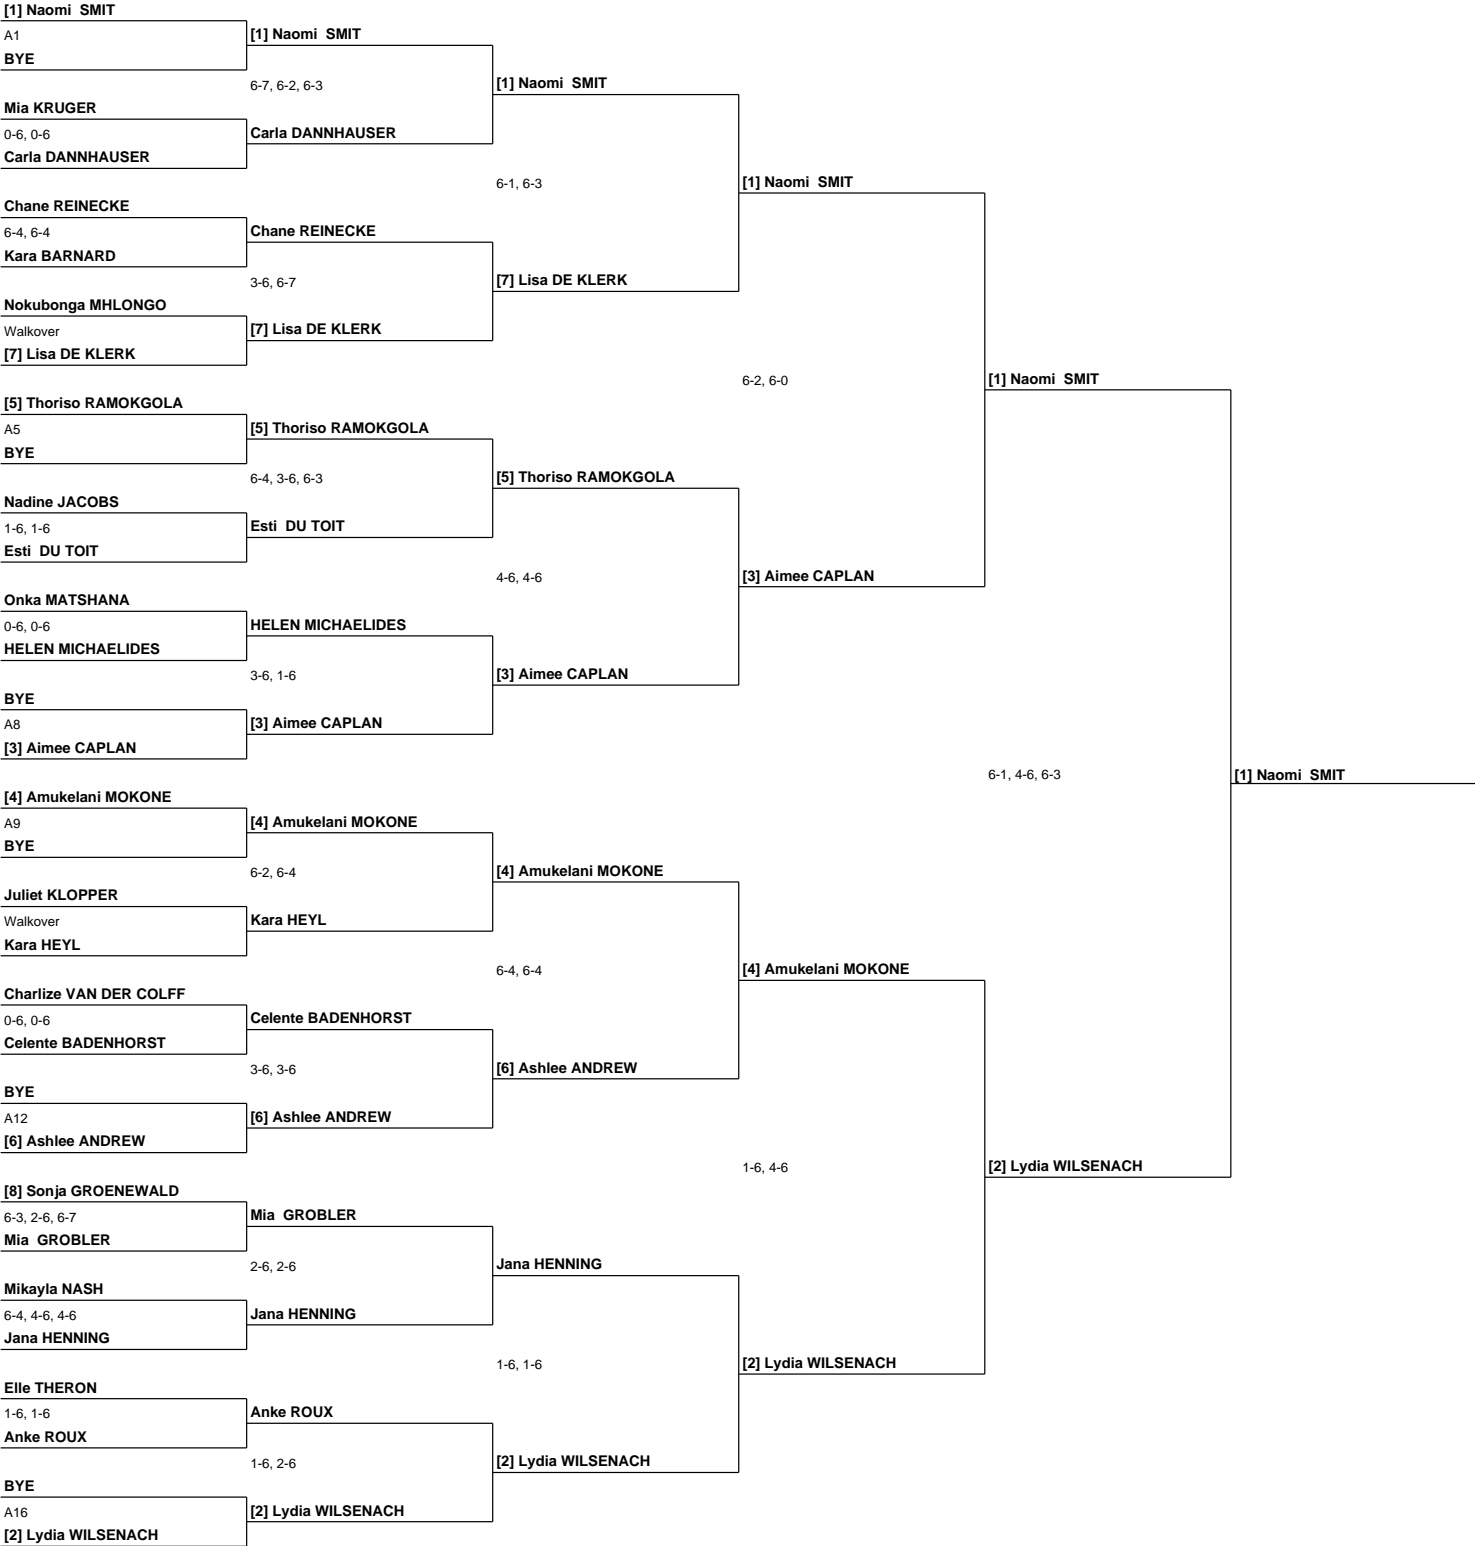 [1] Naomi  SMIT
A1
BYE
Mia KRUGER
0-6, 0-6
Carla DANNHAUSER
Chane REINECKE
6-4, 6-4
Kara BARNARD
Nokubonga MHLONGO
Walkover
[7] Lisa DE KLERK
[5] Thoriso RAMOKGOLA
A5
BYE
Nadine JACOBS
1-6, 1-6
Esti  DU TOIT
Onka MATSHANA
0-6, 0-6
HELEN MICHAELIDES
BYE
A8
[3] Aimee CAPLAN
[4] Amukelani MOKONE
A9
BYE
Juliet KLOPPER
Walkover
Kara HEYL
Charlize VAN DER COLFF
0-6, 0-6
Celente BADENHORST
BYE
A12
[6] Ashlee ANDREW
[8] Sonja GROENEWALD
6-3, 2-6, 6-7
Mia  GROBLER
Mikayla NASH
6-4, 4-6, 4-6
Jana HENNING
Elle THERON
1-6, 1-6
Anke ROUX
BYE
A16
[2] Lydia WILSENACH
[1] Naomi  SMIT
6-7, 6-2, 6-3
Carla DANNHAUSER
Chane REINECKE
3-6, 6-7
[7] Lisa DE KLERK
[5] Thoriso RAMOKGOLA
6-4, 3-6, 6-3
Esti  DU TOIT
HELEN MICHAELIDES
3-6, 1-6
[3] Aimee CAPLAN
[4] Amukelani MOKONE
6-2, 6-4
Kara HEYL
Celente BADENHORST
3-6, 3-6
[6] Ashlee ANDREW
Mia  GROBLER
2-6, 2-6
Jana HENNING
Anke ROUX
1-6, 2-6
[2] Lydia WILSENACH
[1] Naomi  SMIT
6-1, 6-3
[7] Lisa DE KLERK
[5] Thoriso RAMOKGOLA
4-6, 4-6
[3] Aimee CAPLAN
[4] Amukelani MOKONE
6-4, 6-4
[6] Ashlee ANDREW
Jana HENNING
1-6, 1-6
[2] Lydia WILSENACH
[1] Naomi  SMIT
6-2, 6-0
[3] Aimee CAPLAN
[4] Amukelani MOKONE
1-6, 4-6
[2] Lydia WILSENACH
[1] Naomi  SMIT
6-1, 4-6, 6-3
[2] Lydia WILSENACH
[1] Naomi  SMIT